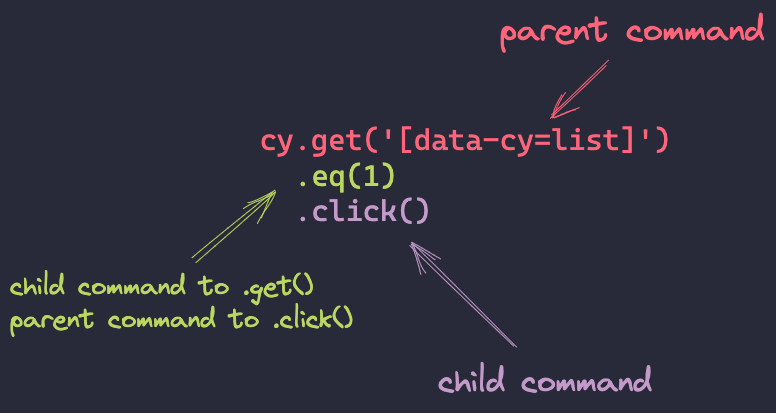 parent command
cy.get('[data-cy=list]')
.eq(1)
.click()
child command to .get()
parent command to .click()
child command